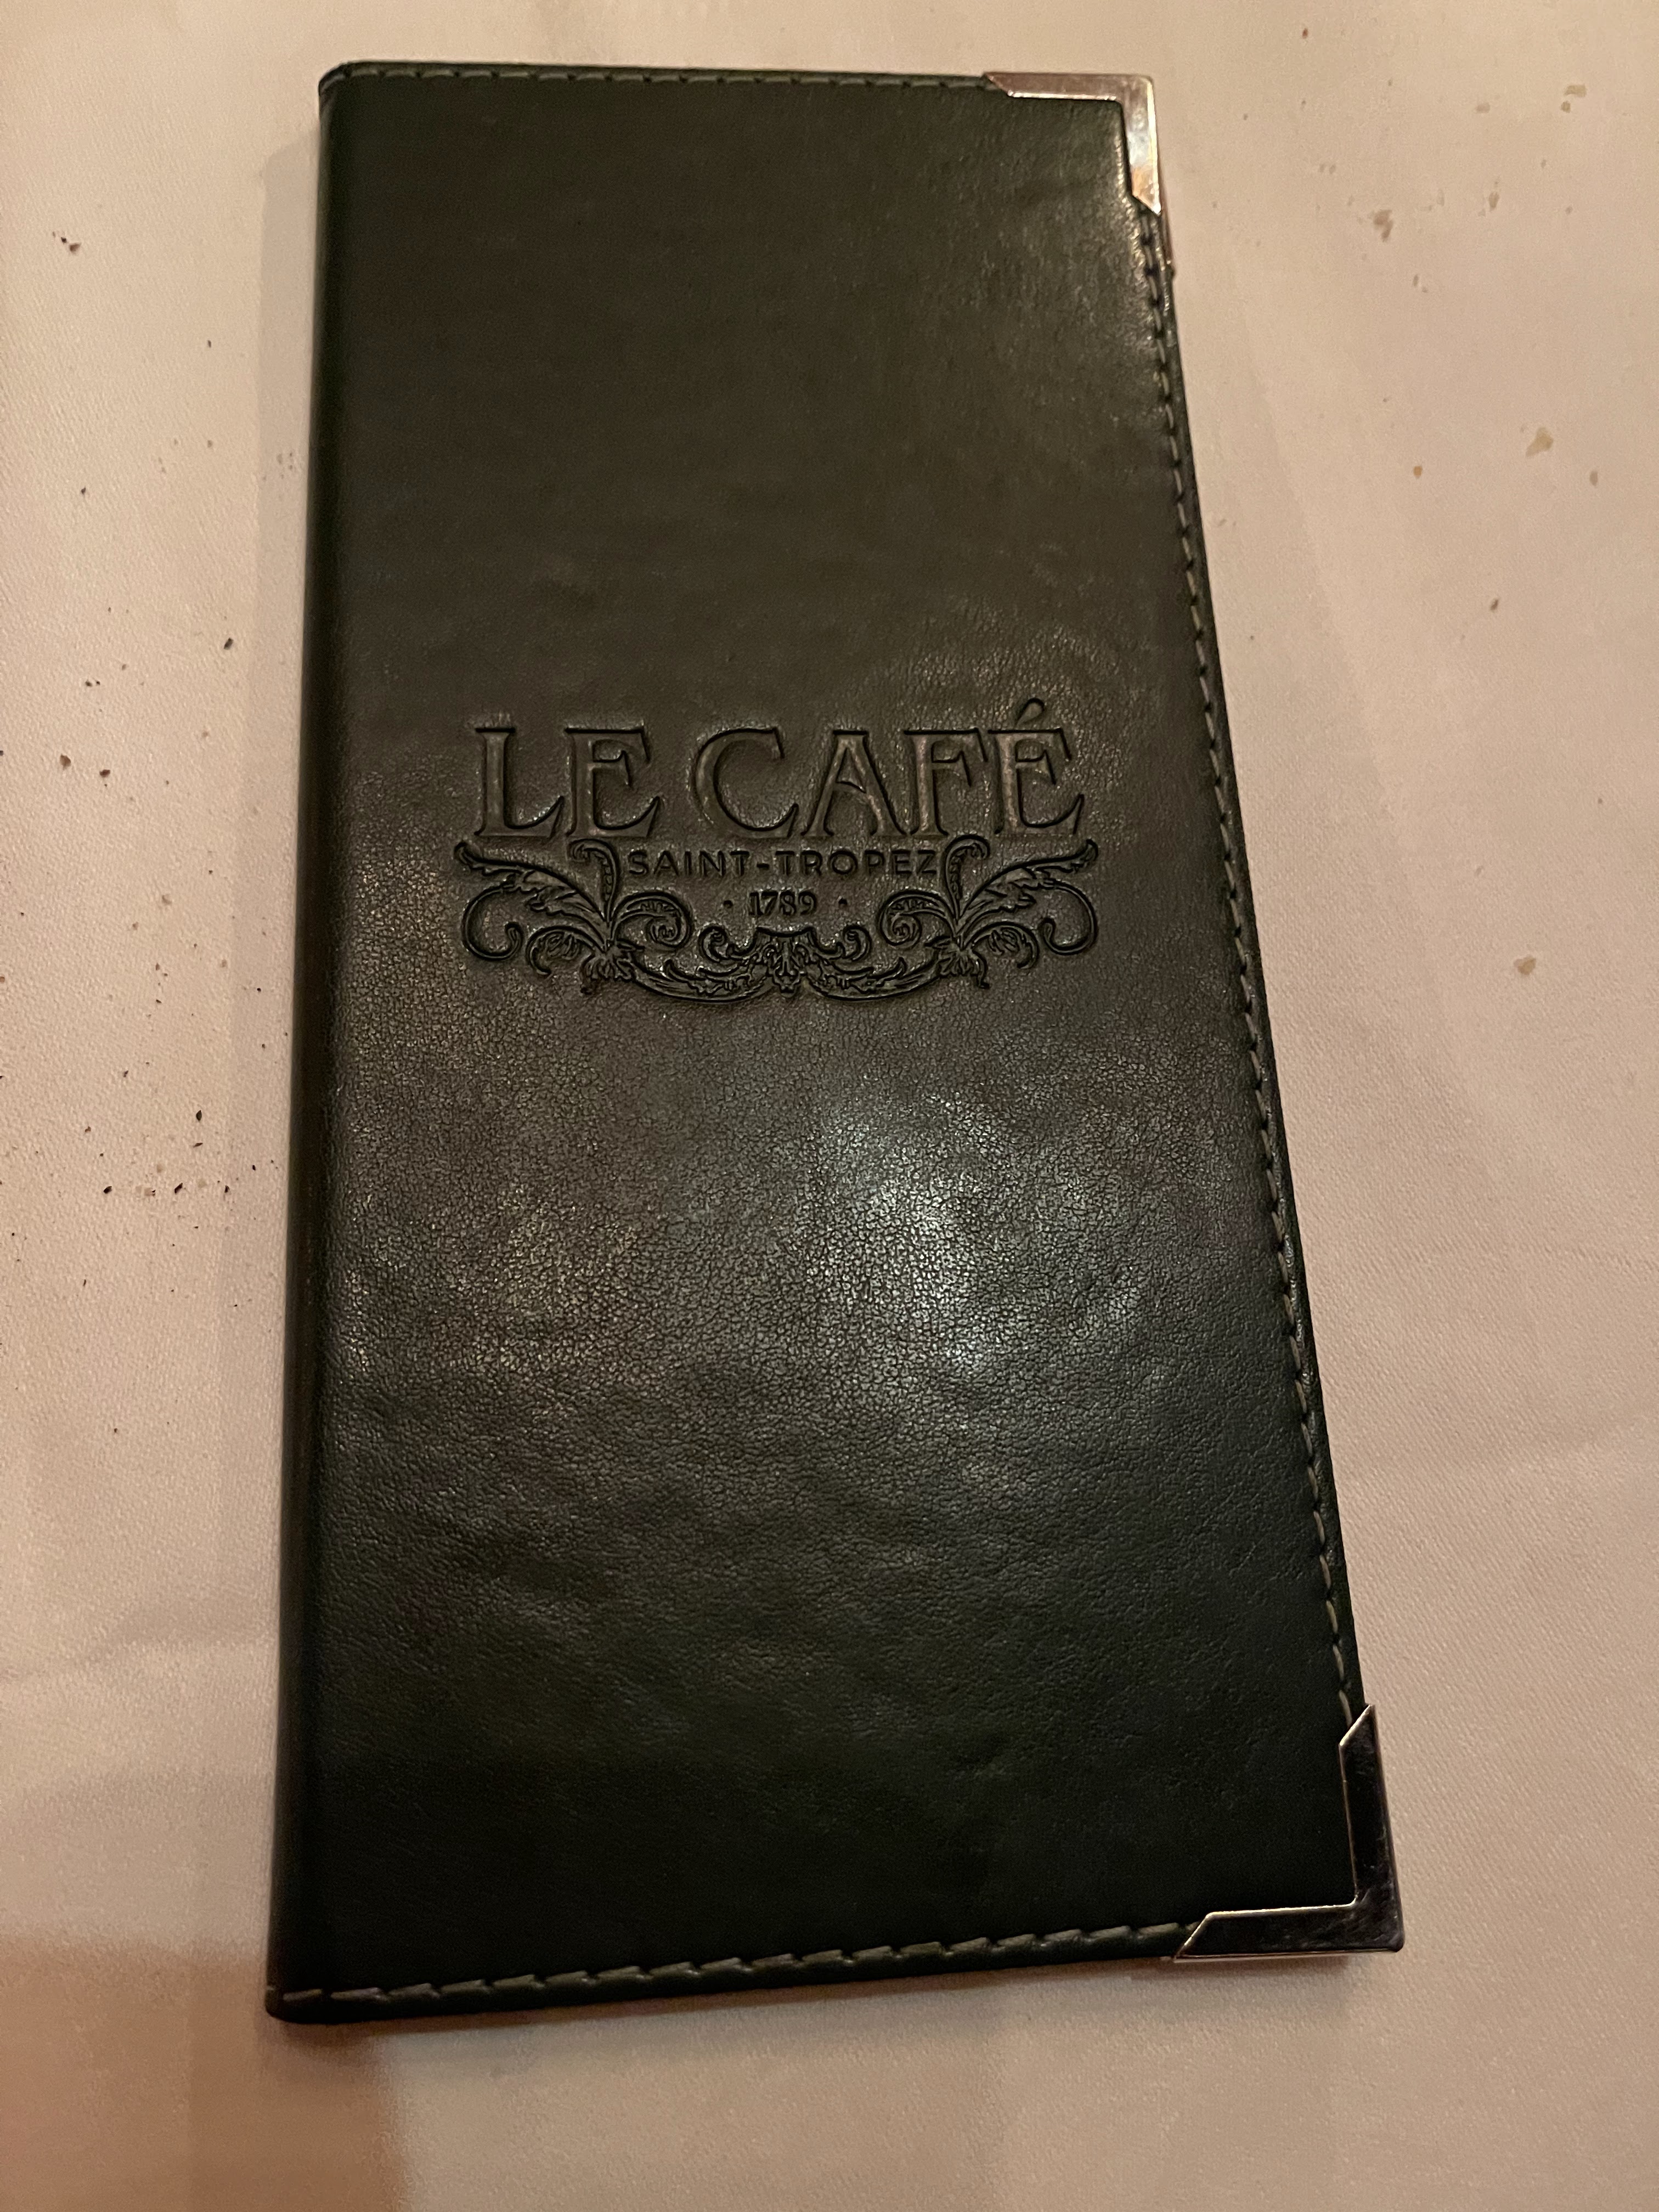 LE CAFÉ
SAINT-TROPEZ
· 1789 ·